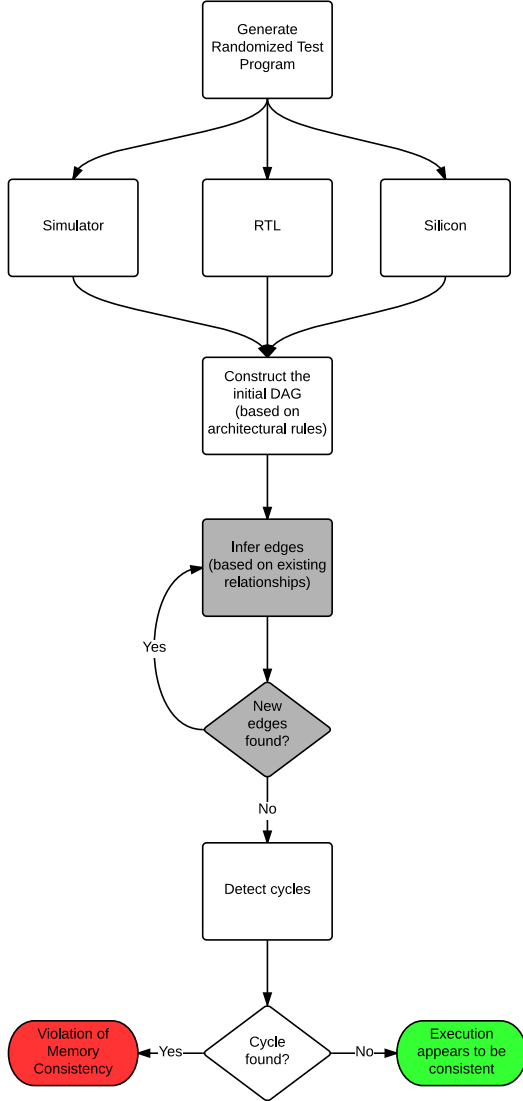 Generate
Randomized Test
Program
Simulator
RTL
Silicon
Construct the
initial DAG
(based on
architectural rules)
Infer edges
(based on existing
relationships)
Yes
New
edges
found?
No
Detect cycles
Violation of
Memory
Consistency
Yes
Cycle
found?
No
Execution
appears to be
consistent